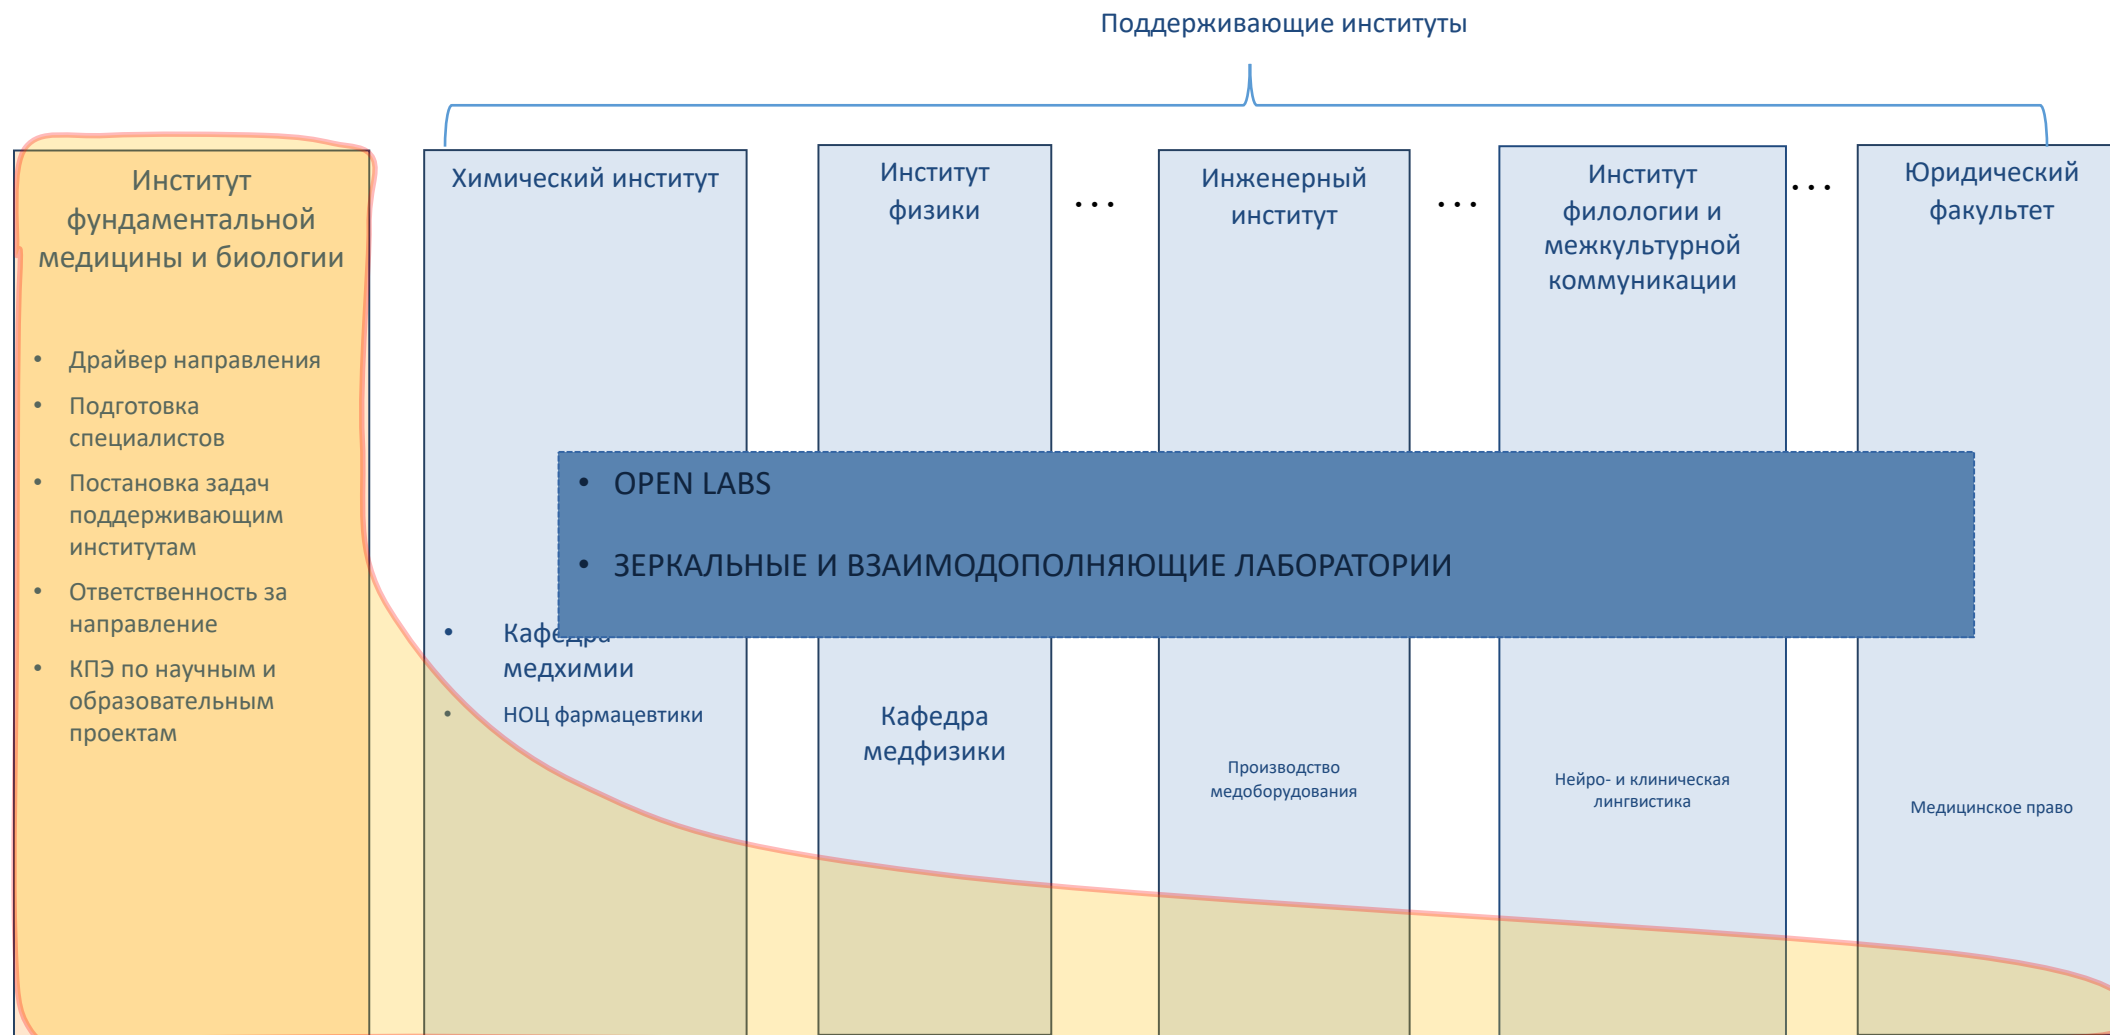 Поддерживающие институты
Институт
фундаментальной
медицины и биологии
• Драйвер направления
• Подготовка
специалистов
• Постановка задач
поддерживающим
институтам
• Ответственность за
направление
• КПЭ по научным и
образовательным
проектам
Химический институт
• Кафедра
медхимии
• НОЦ фармацевтики
Институт
физики
Кафедра
медфизики
...
Инженерный
институт
Производство
медоборудования
...
Институт
филологии и
межкультурной
коммуникации
Нейро- и клиническая
лингвистика
...
Юридический
факультет
Медицинское право
• OPEN LABS
• ЗЕРКАЛЬНЫЕ И ВЗАИМОДОПОЛНЯЮЩИЕ ЛАБОРАТОРИИ